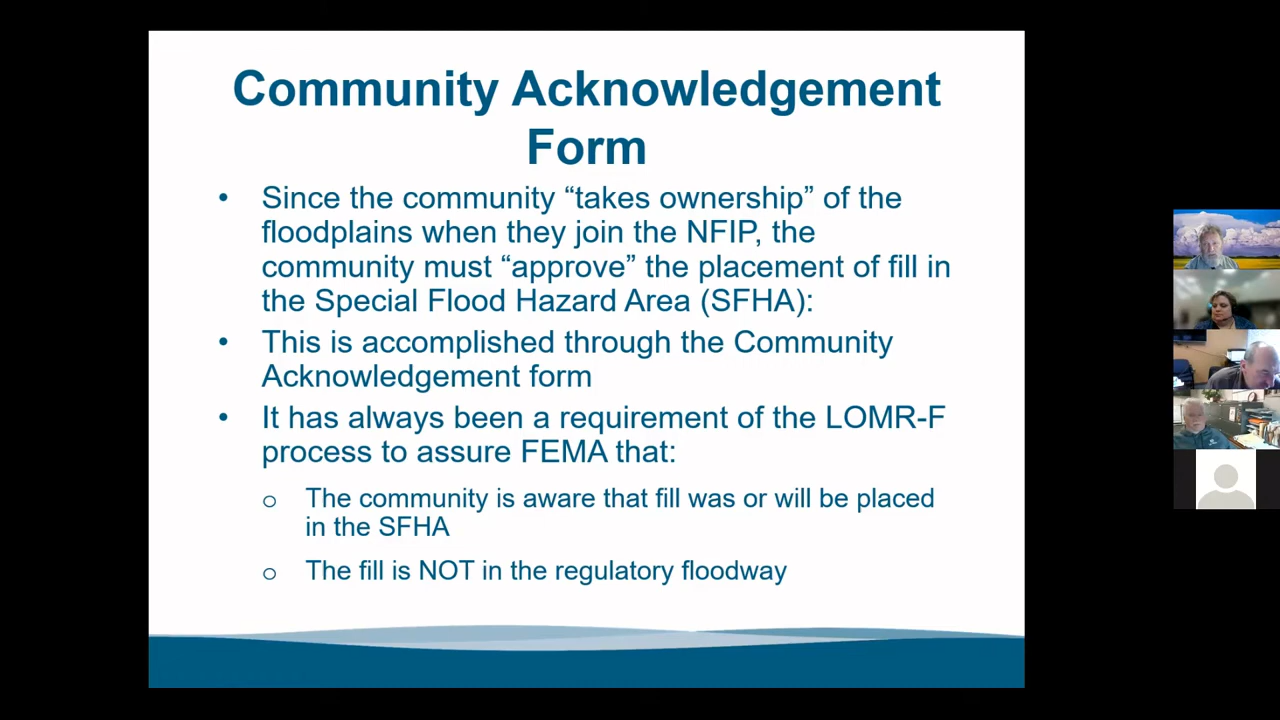 Community Acknowledgement
Form
• Since the community “takes ownership” of the
floodplains when they join the NFIP, the
community must “approve” the placement of fill in
the Special Flood Hazard Area (SFHA):
• This is accomplished through the Community
Acknowledgement form
• It has always been a requirement of the LOMR-F
process to assure FEMA that:
o The community is aware that fill was or will be placed
in the SFHA
o The fill is NOT in the regulatory floodway